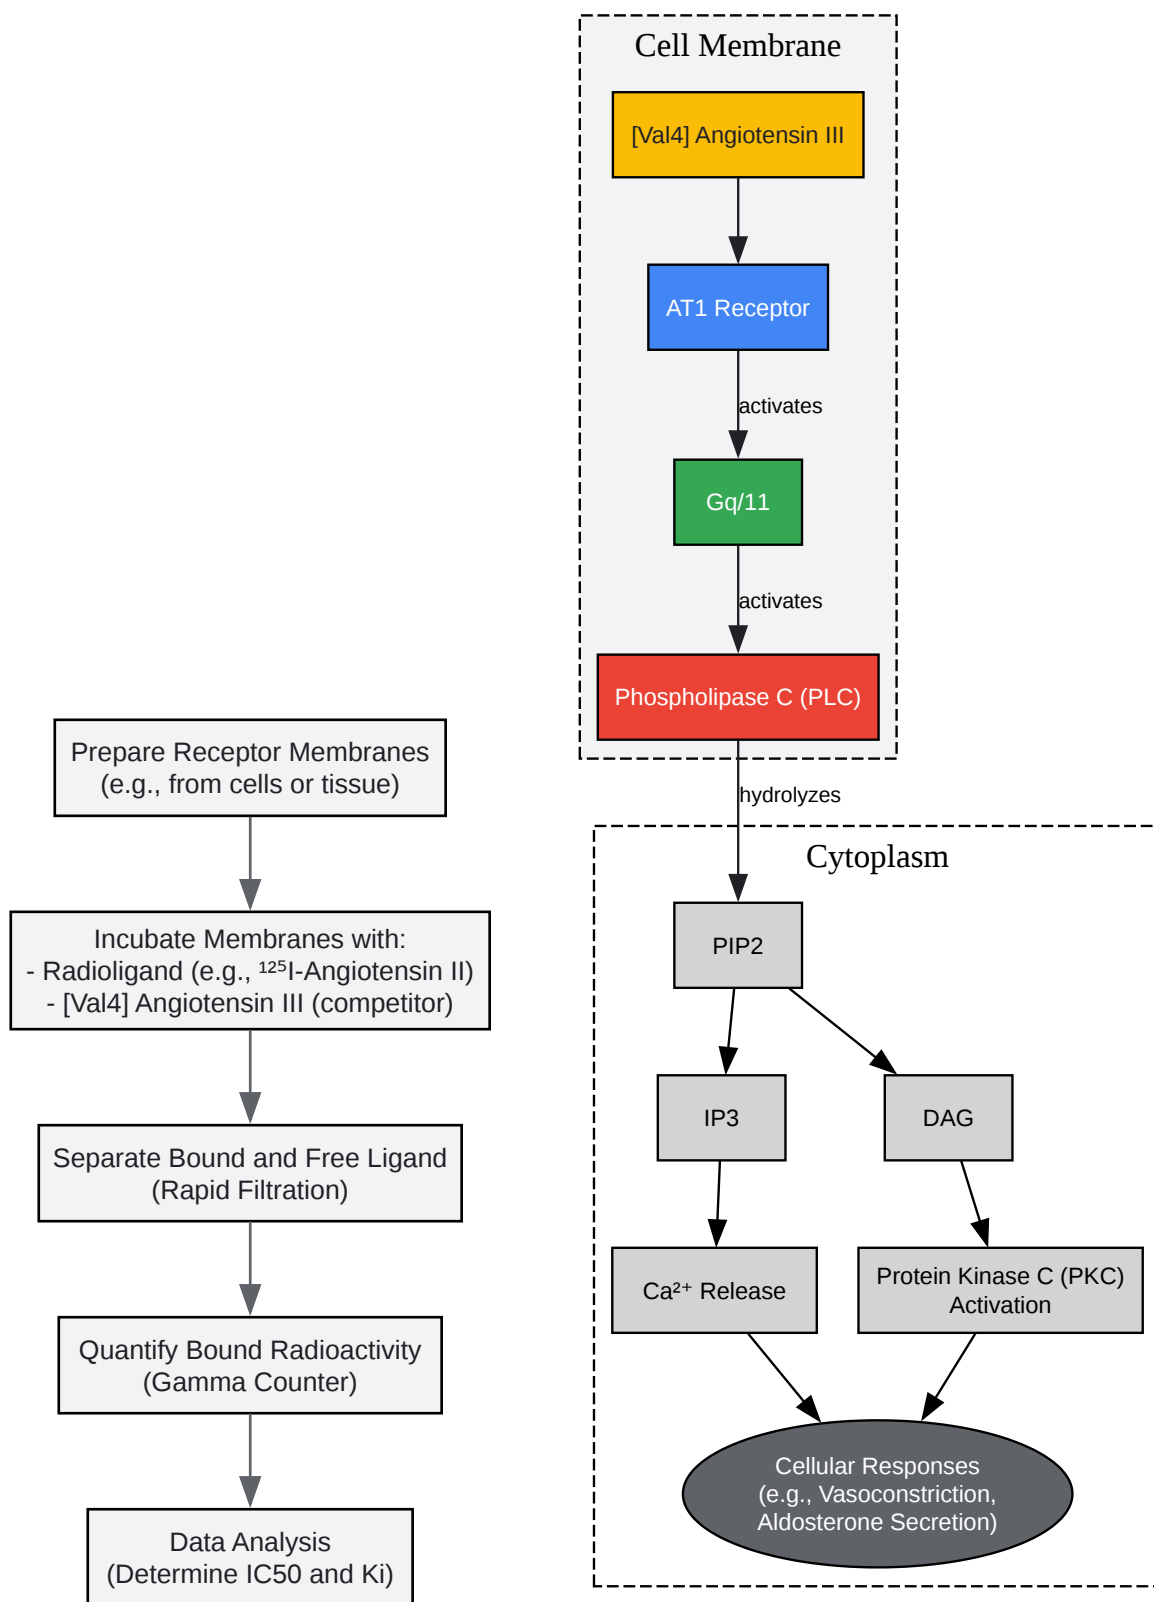 Cell Membrane
[Val4] Angiotensin III
AT1 Receptor
activates
Gq/11
activates
Phospholipase C (PLC)
hydrolyzes
Cytoplasm
PIP2
IP3
DAG
Ca²⁺ Release
Protein Kinase C (PKC)
Activation
Cellular Responses
(e.g., Vasoconstriction,
Aldosterone Secretion)
Prepare Receptor Membranes
(e.g., from cells or tissue)
Incubate Membranes with:
- Radioligand (e.g., ¹²⁵I-Angiotensin II)
- [Val4] Angiotensin III (competitor)
Separate Bound and Free Ligand
(Rapid Filtration)
Quantify Bound Radioactivity
(Gamma Counter)
Data Analysis
(Determine IC50 and Ki)